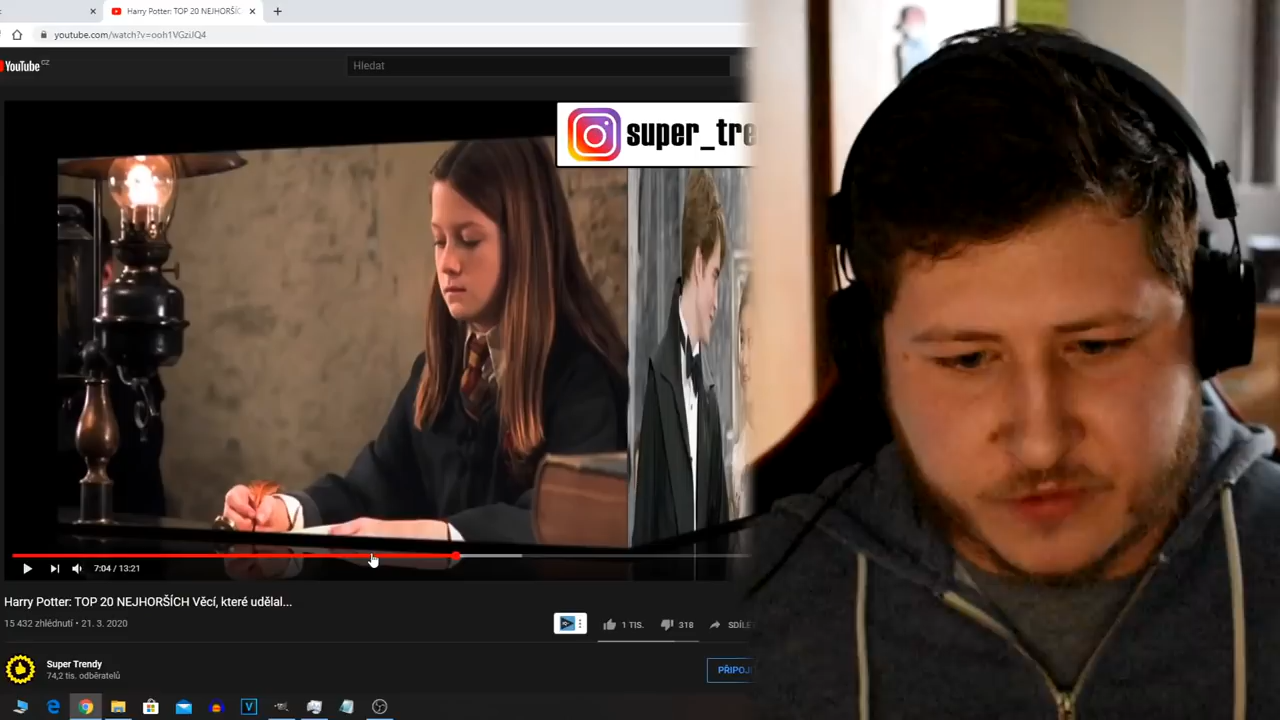 Harry Potter: TOP 20 NEJHORŠÍC
youtube.com/watch?v=ooh1VGziJQ4
YouTube CZ
Hledat
super_tre
7:04 / 13:21
Harry Potter: TOP 20 NEJHORŠÍCH Věcí, které udělal...
15 432 zhlédnutí • 21. 3. 2020
1 TIS.
318
SDÍLE
Super Trendy
74,2 tis. odběratelů
PŘIPOJ